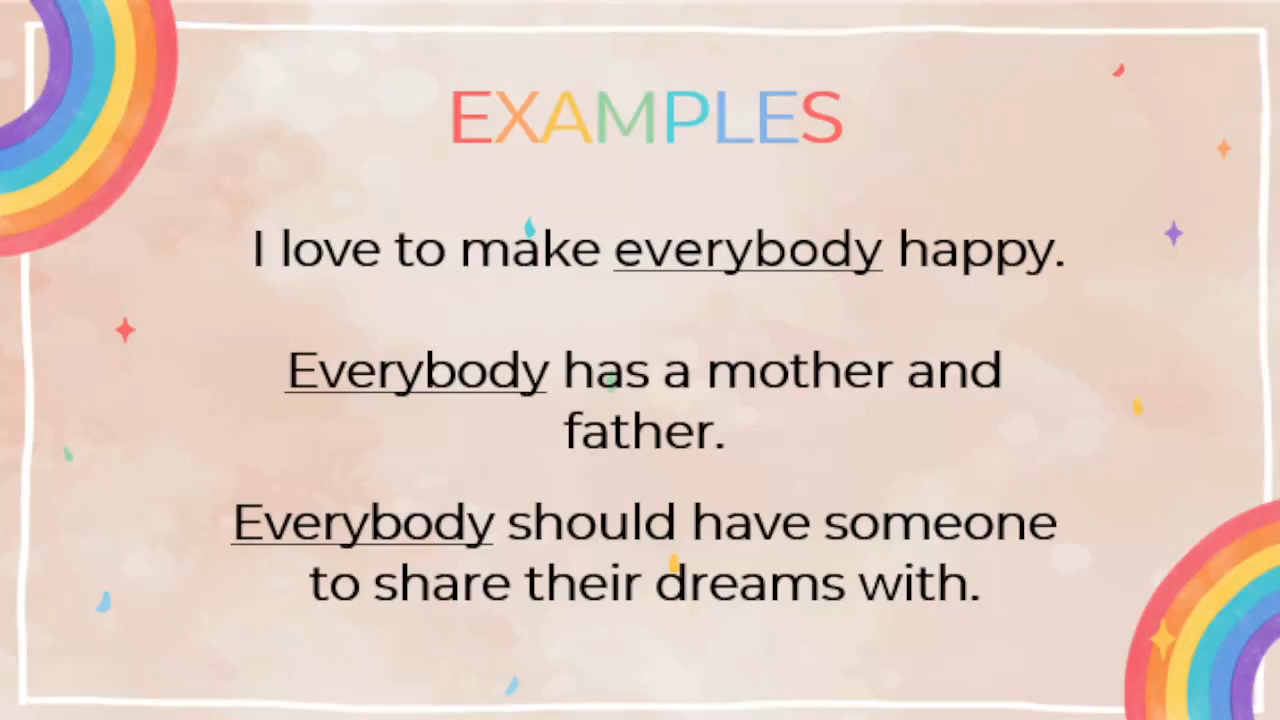 EXAMPLES
I love to make everybody happy.
Everybody has a mother and
father.
Everybody should have someone
to share their dreams with.